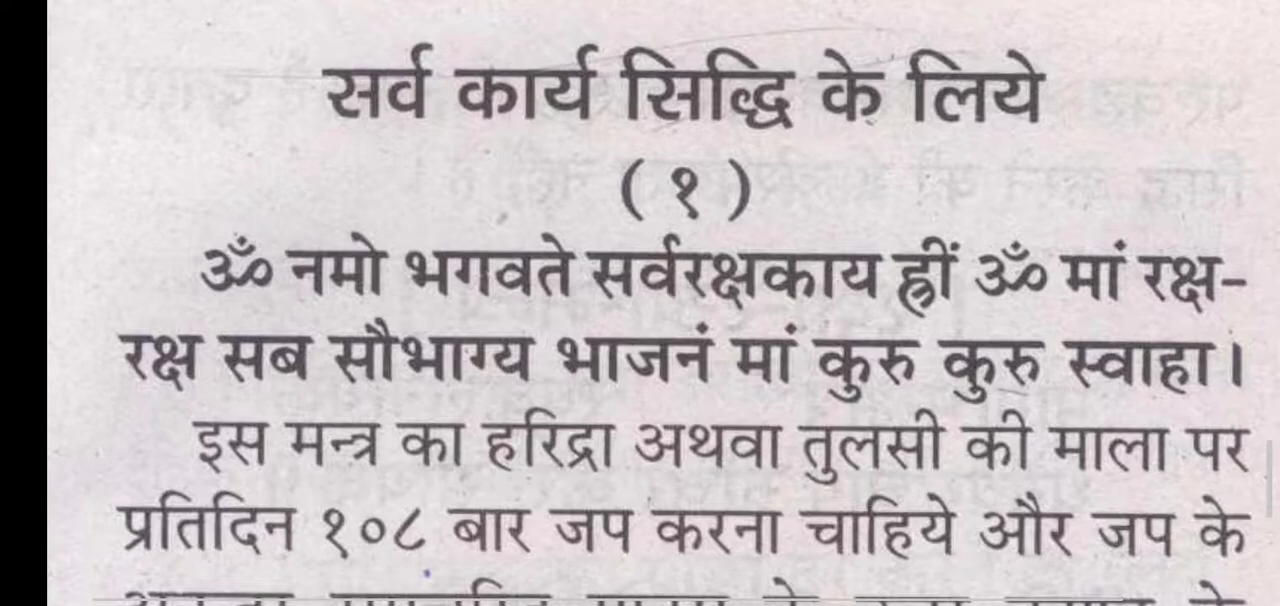 सर्व कार्य सिद्धि के लिये
( १ )
ॐ नमो भगवते सर्वरक्षकाय ह्रीं ॐ मां रक्ष-
रक्ष सब सौभाग्य भाजनं मां कुरु कुरु स्वाहा।
इस मन्त्र का हरिद्रा अथवा तुलसी की माला पर
प्रतिदिन १०८ बार जप करना चाहिये और जप के